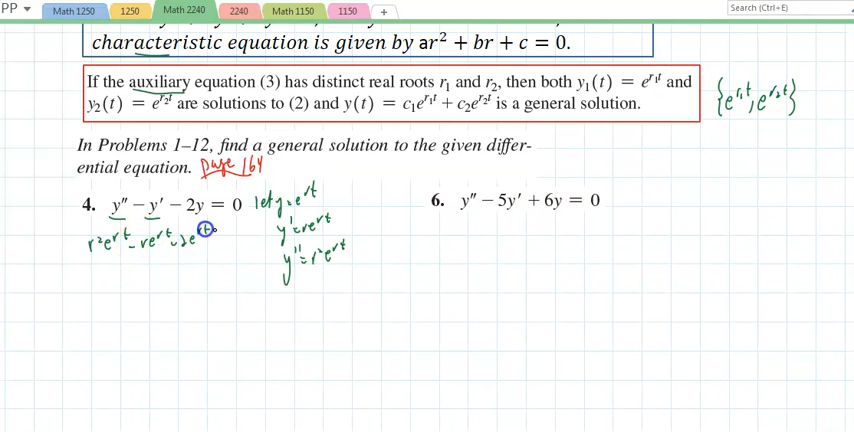 PP
Math 1250
1250
Math 2240
2240
Math 1150
1150
+
Search (Ctrl+E)
characteristic equation is given by ar² + br + c = 0.
If the auxiliary equation (3) has distinct real roots r₁ and r₂, then both y₁(t) = e^{r₁t} and
y₂(t) = e^{r₂t} are solutions to (2) and y(t) = c₁e^{r₁t} + c₂e^{r₂t} is a general solution.
{e^{r₁t}, e^{r₂t}}
In Problems 1–12, find a general solution to the given differ-
ential equation. page 164
4. y″ − y′ − 2y = 0 let y = e^{rt}
y' = re^{rt}
y'' = r²e^{rt}
r²e^{rt} - re^{rt} - 2e^{rt}
6. y″ − 5y′ + 6y = 0